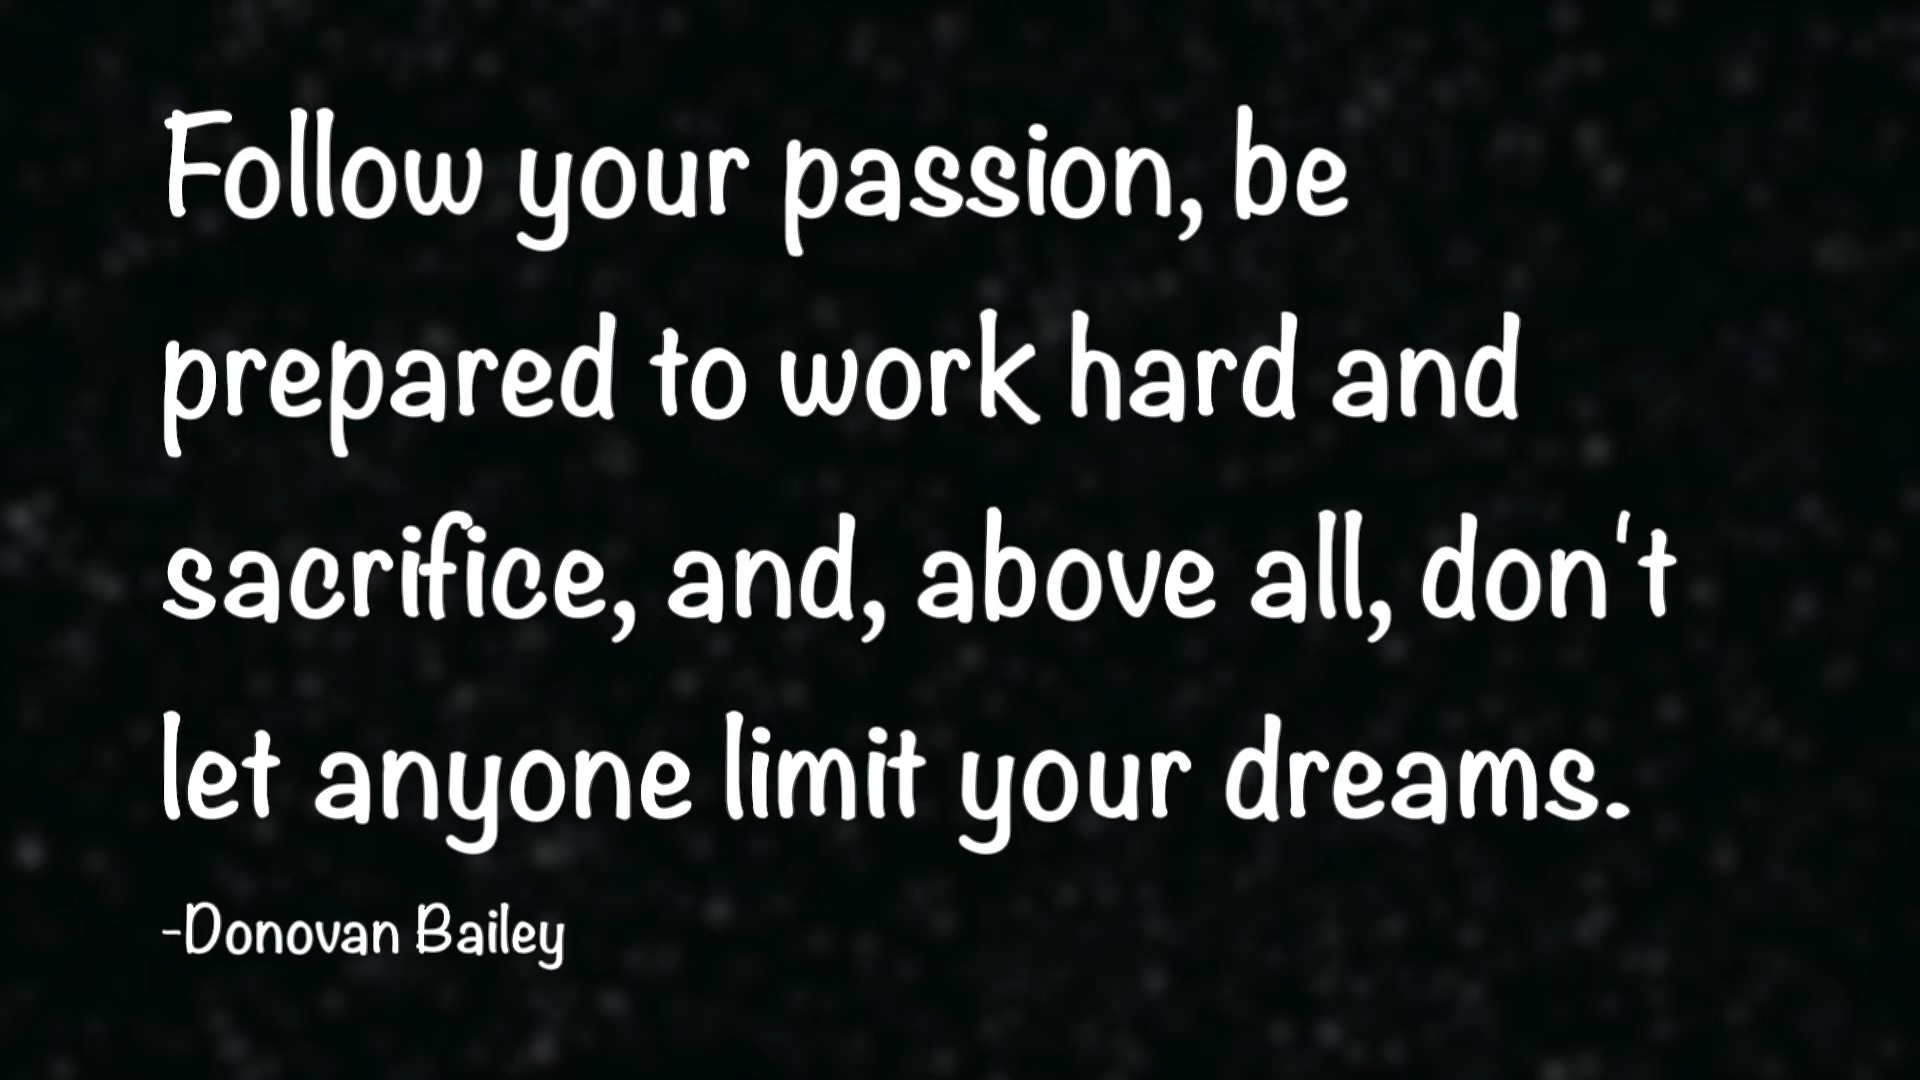 Follow your passion, be
prepared to work hard and
sacrifice, and, above all, don't
let anyone limit your dreams.
-Donovan Bailey